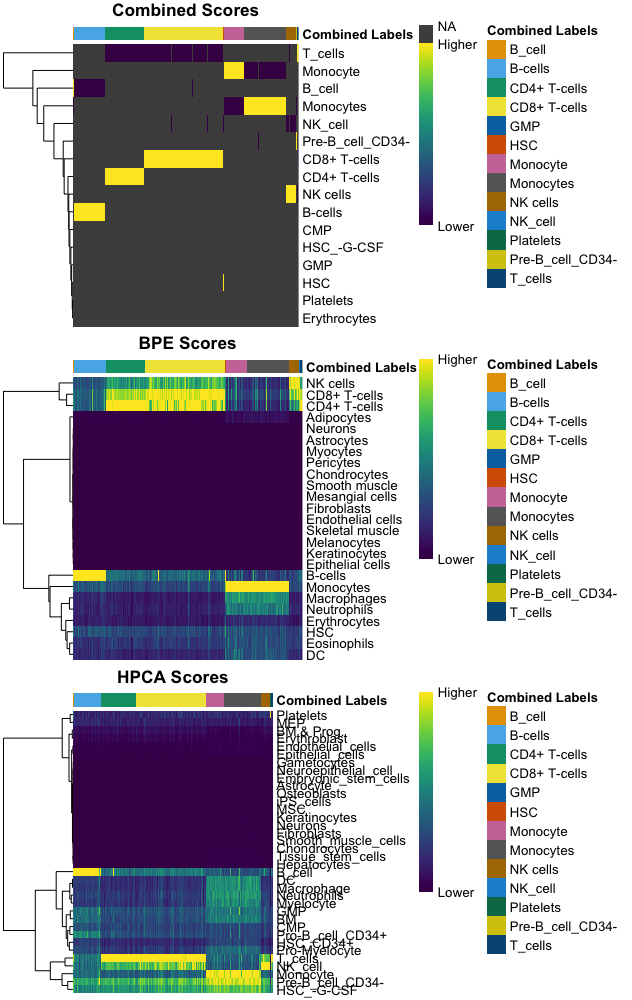 Combined Scores
Combined Labels
T_cells
Monocyte
B_cell
Monocytes
NK_cell
Pre-B_cell_CD34-
CD8+ T-cells
CD4+ T-cells
NK cells
B-cells
CMP
HSC_-G-CSF
GMP
HSC
Platelets
Erythrocytes
NA
Higher
Lower
Combined Labels
B_cell
B-cells
CD4+ T-cells
CD8+ T-cells
GMP
HSC
Monocyte
Monocytes
NK cells
NK_cell
Platelets
Pre-B_cell_CD34-
T_cells
BPE Scores
Combined Labels
NK cells
CD8+ T-cells
CD4+ T-cells
Adipocytes
Neurons
Astrocytes
Myocytes
Pericytes
Chondrocytes
Smooth muscle
Mesangial cells
Fibroblasts
Endothelial cells
Skeletal muscle
Melanocytes
Keratinocytes
Epithelial cells
B-cells
Monocytes
Macrophages
Neutrophils
Erythrocytes
HSC
Eosinophils
DC
Higher
Lower
Combined Labels
B_cell
B-cells
CD4+ T-cells
CD8+ T-cells
GMP
HSC
Monocyte
Monocytes
NK cells
NK_cell
Platelets
Pre-B_cell_CD34-
T_cells
HPCA Scores
Combined Labels
Platelets
MEP
BM & Prog.
Erythroblast
Endothelial_cells
Epithelial_cells
Gametocytes
Neuroepithelial_cell
Embryonic_stem_cells
Astrocyte
Osteoblasts
iPS_cells
MSC
Keratinocytes
Neurons
Fibroblasts
Smooth_muscle_cells
Chondrocytes
Tissue_stem_cells
Hepatocytes
B_cell
DC
Macrophage
Neutrophils
Myelocyte
GMP
BM
CMP
Pro-B_cell_CD34+
HSC_CD34+
Pro-Myelocyte
T_cells
NK_cell
Monocyte
Pre-B_cell_CD34-
HSC_-G-CSF
Higher
Lower
Combined Labels
B_cell
B-cells
CD4+ T-cells
CD8+ T-cells
GMP
HSC
Monocyte
Monocytes
NK cells
NK_cell
Platelets
Pre-B_cell_CD34-
T_cells